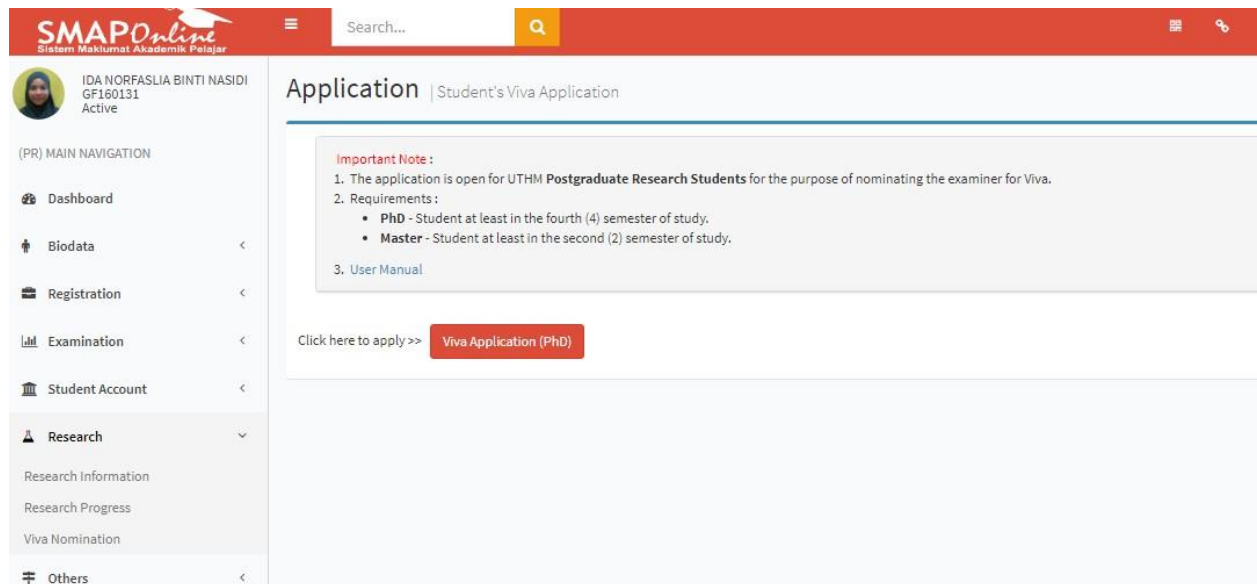 SMAPOnline
Sistem Maklumat Akademik Pelajar
Search...
IDA NORFASLIA BINTI NASIDI
GF160131
Active
(PR) MAIN NAVIGATION
Dashboard
Biodata
Registration
Examination
Student Account
Research
Research Information
Research Progress
Viva Nomination
Others
Application | Student's Viva Application
Important Note :
1. The application is open for UTHM Postgraduate Research Students for the purpose of nominating the examiner for Viva.
2. Requirements :
• PhD - Student at least in the fourth (4) semester of study.
• Master - Student at least in the second (2) semester of study.
3. User Manual
Click here to apply >> Viva Application (PhD)